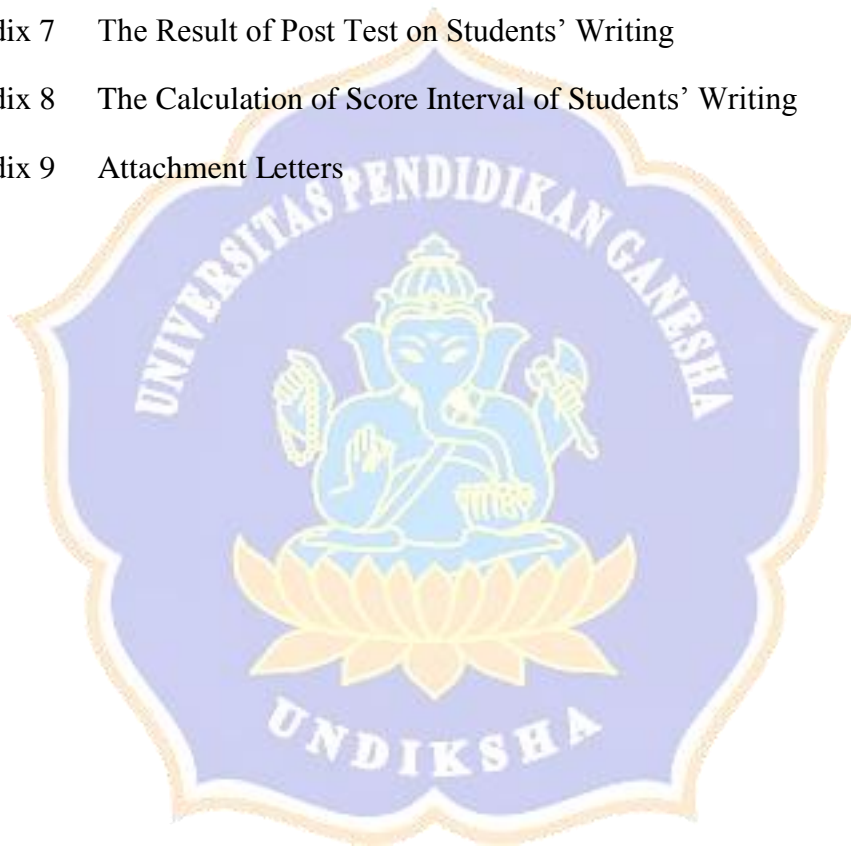 dix 7 The Result of Post Test on Students’ Writing
dix 8 The Calculation of Score Interval of Students’ Writing
dix 9 Attachment Letters
UNIVERSITAS PENDIDIKAN GANESHA
UNDIKSHA